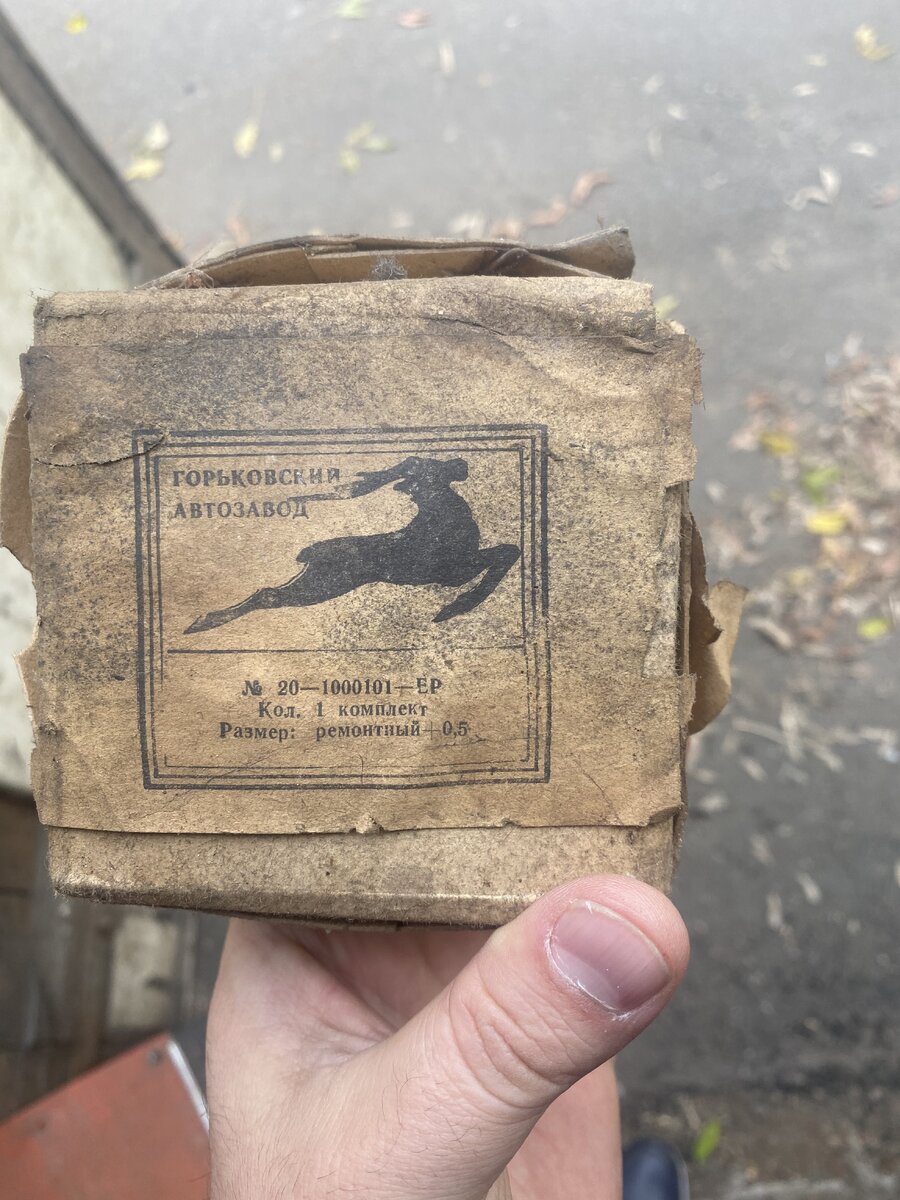 ГОРЬКОВСКИЙ
АВТОЗАВОД
№ 20—1000101—ЕР
Кол. 1 комплект
Размер: ремонтный+0,5